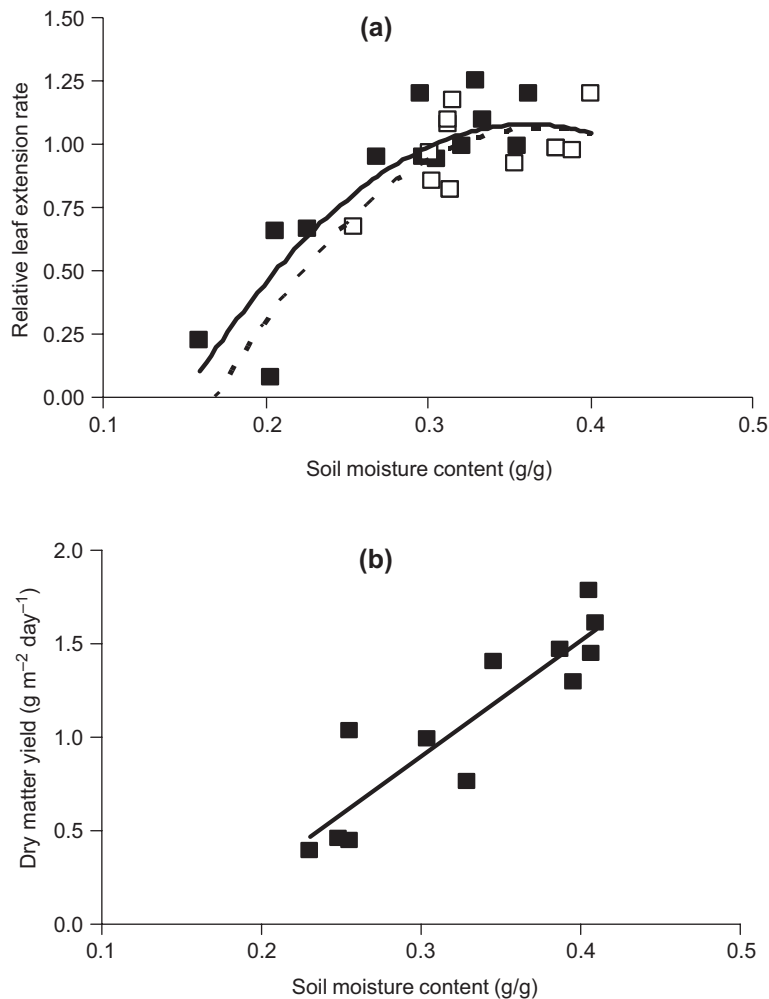 (a)
1.50
1.25
1.00
0.75
0.50
0.25
0.00
Relative leaf extension rate
0.1 0.2 0.3 0.4 0.5
Soil moisture content (g/g)
(b)
2.0
1.5
1.0
0.5
0.0
Dry matter yield (g m⁻² day⁻¹)
0.1 0.2 0.3 0.4 0.5
Soil moisture content (g/g)